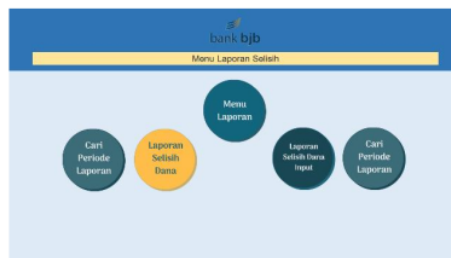 bank bjb
Menu Laporan Selisih
Menu
Laporan
Cari
Periode
Laporan
Laporan
Selisih
Dana
Laporan
Selisih Dana
Input
Cari
Periode
Laporan